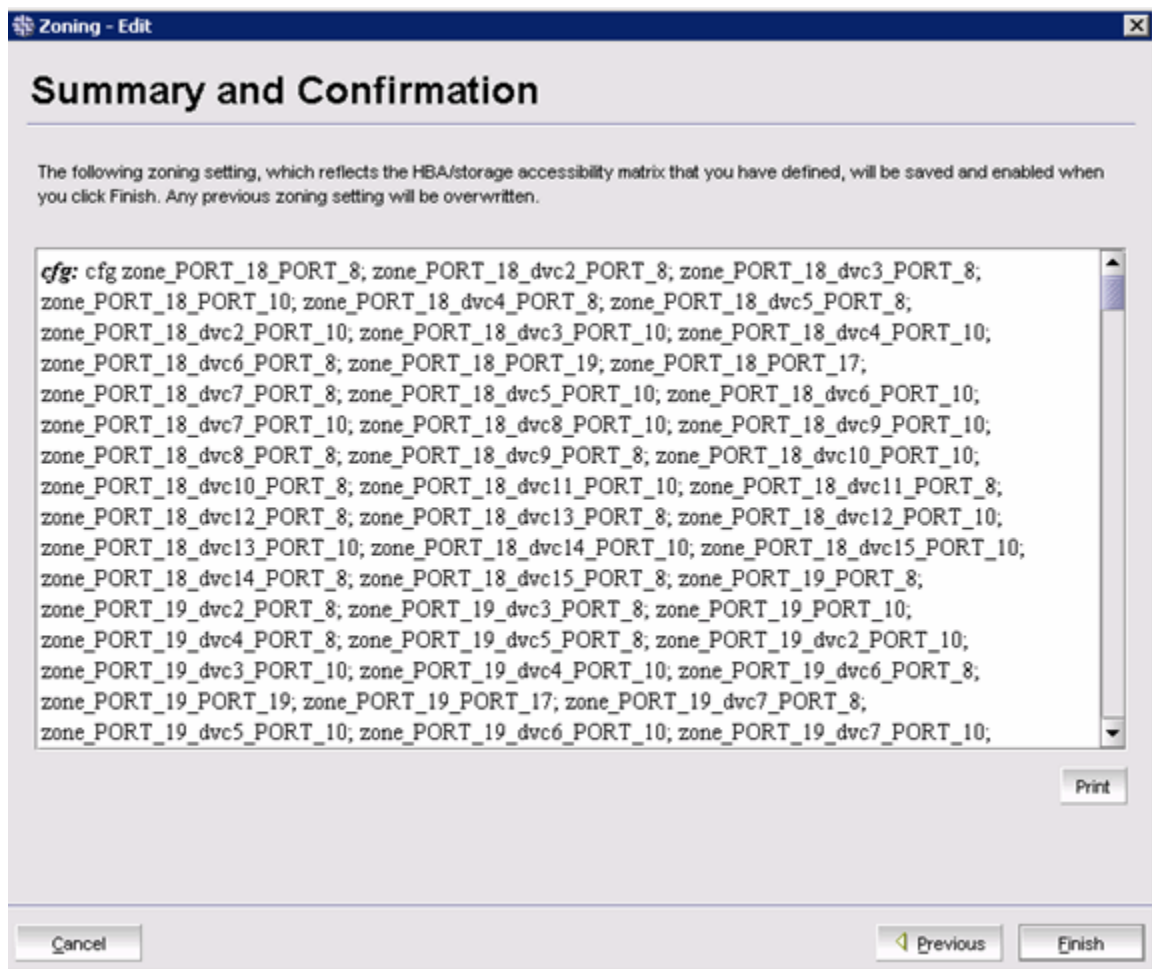 Zoning - Edit
Summary and Confirmation
The following zoning setting, which reflects the HBA/storage accessibility matrix that you have defined, will be saved and enabled when
you click Finish. Any previous zoning setting will be overwritten.
cfg: cfg zone_PORT_18_PORT_8; zone_PORT_18_dvc2_PORT_8; zone_PORT_18_dvc3_PORT_8;
zone_PORT_18_PORT_10; zone_PORT_18_dvc4_PORT_8; zone_PORT_18_dvc5_PORT_8;
zone_PORT_18_dvc2_PORT_10; zone_PORT_18_dvc3_PORT_10; zone_PORT_18_dvc4_PORT_10;
zone_PORT_18_dvc6_PORT_8; zone_PORT_18_PORT_19; zone_PORT_18_PORT_17;
zone_PORT_18_dvc7_PORT_8; zone_PORT_18_dvc5_PORT_10; zone_PORT_18_dvc6_PORT_10;
zone_PORT_18_dvc7_PORT_10; zone_PORT_18_dvc8_PORT_10; zone_PORT_18_dvc9_PORT_10;
zone_PORT_18_dvc8_PORT_8; zone_PORT_18_dvc9_PORT_8; zone_PORT_18_dvc10_PORT_10;
zone_PORT_18_dvc10_PORT_8; zone_PORT_18_dvc11_PORT_10; zone_PORT_18_dvc11_PORT_8;
zone_PORT_18_dvc12_PORT_8; zone_PORT_18_dvc13_PORT_8; zone_PORT_18_dvc12_PORT_10;
zone_PORT_18_dvc13_PORT_10; zone_PORT_18_dvc14_PORT_10; zone_PORT_18_dvc15_PORT_10;
zone_PORT_18_dvc14_PORT_8; zone_PORT_18_dvc15_PORT_8; zone_PORT_19_PORT_8;
zone_PORT_19_dvc2_PORT_8; zone_PORT_19_dvc3_PORT_8; zone_PORT_19_PORT_10;
zone_PORT_19_dvc4_PORT_8; zone_PORT_19_dvc5_PORT_8; zone_PORT_19_dvc2_PORT_10;
zone_PORT_19_dvc3_PORT_10; zone_PORT_19_dvc4_PORT_10; zone_PORT_19_dvc6_PORT_8;
zone_PORT_19_PORT_19; zone_PORT_19_PORT_17; zone_PORT_19_dvc7_PORT_8;
zone_PORT_19_dvc5_PORT_10; zone_PORT_19_dvc6_PORT_10; zone_PORT_19_dvc7_PORT_10;
Print
Cancel
Previous
Finish